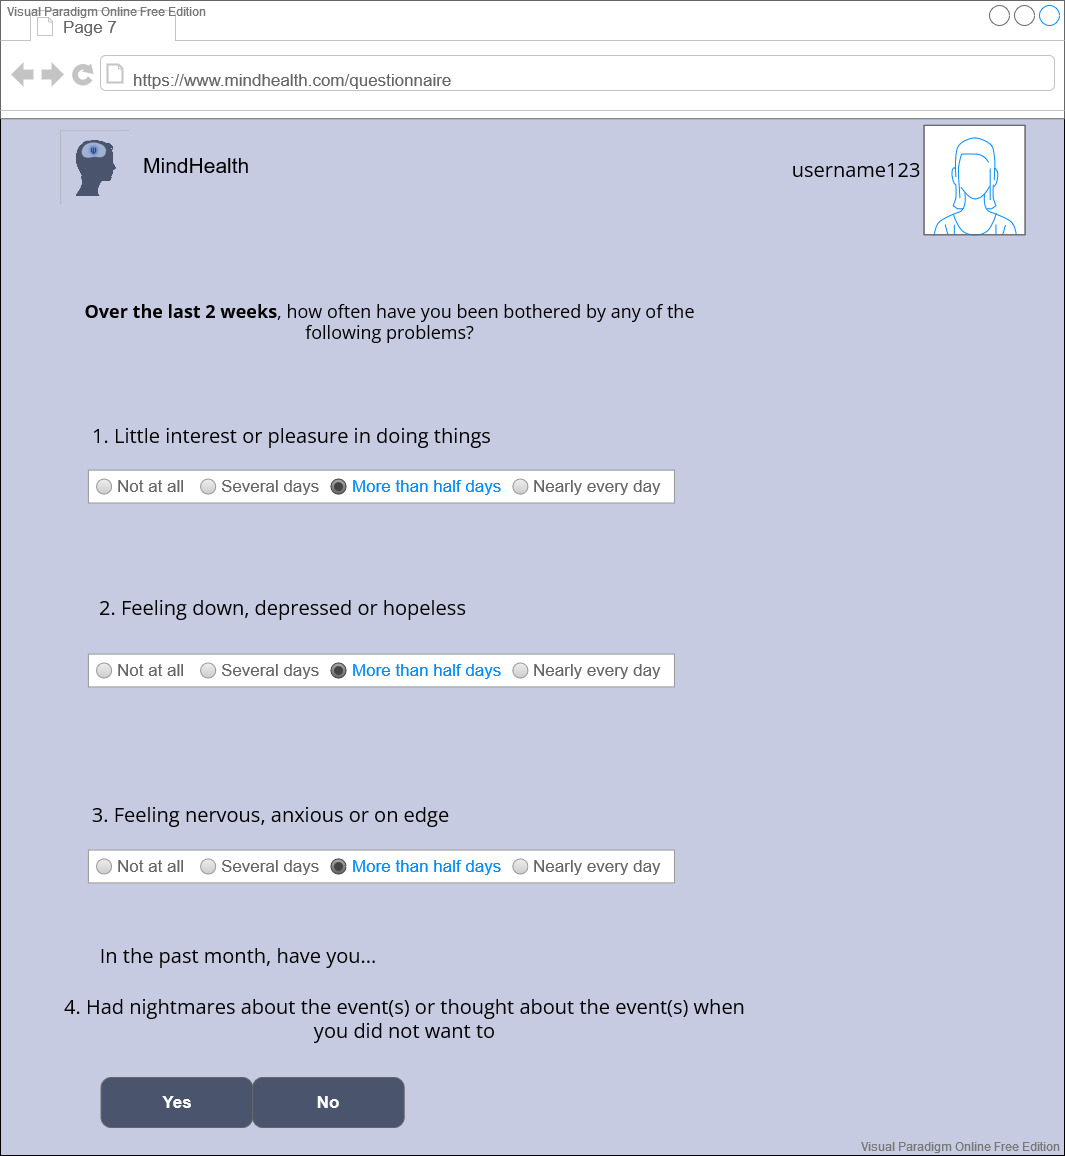 Visual Paradigm Online Free Edition
Page 7
https://www.mindhealth.com/questionnaire
MindHealth
username123
Over the last 2 weeks, how often have you been bothered by any of the
following problems?
1. Little interest or pleasure in doing things
Not at all Several days More than half days Nearly every day
2. Feeling down, depressed or hopeless
Not at all Several days More than half days Nearly every day
3. Feeling nervous, anxious or on edge
Not at all Several days More than half days Nearly every day
In the past month, have you...
4. Had nightmares about the event(s) or thought about the event(s) when
you did not want to
Yes No
Visual Paradigm Online Free Edition